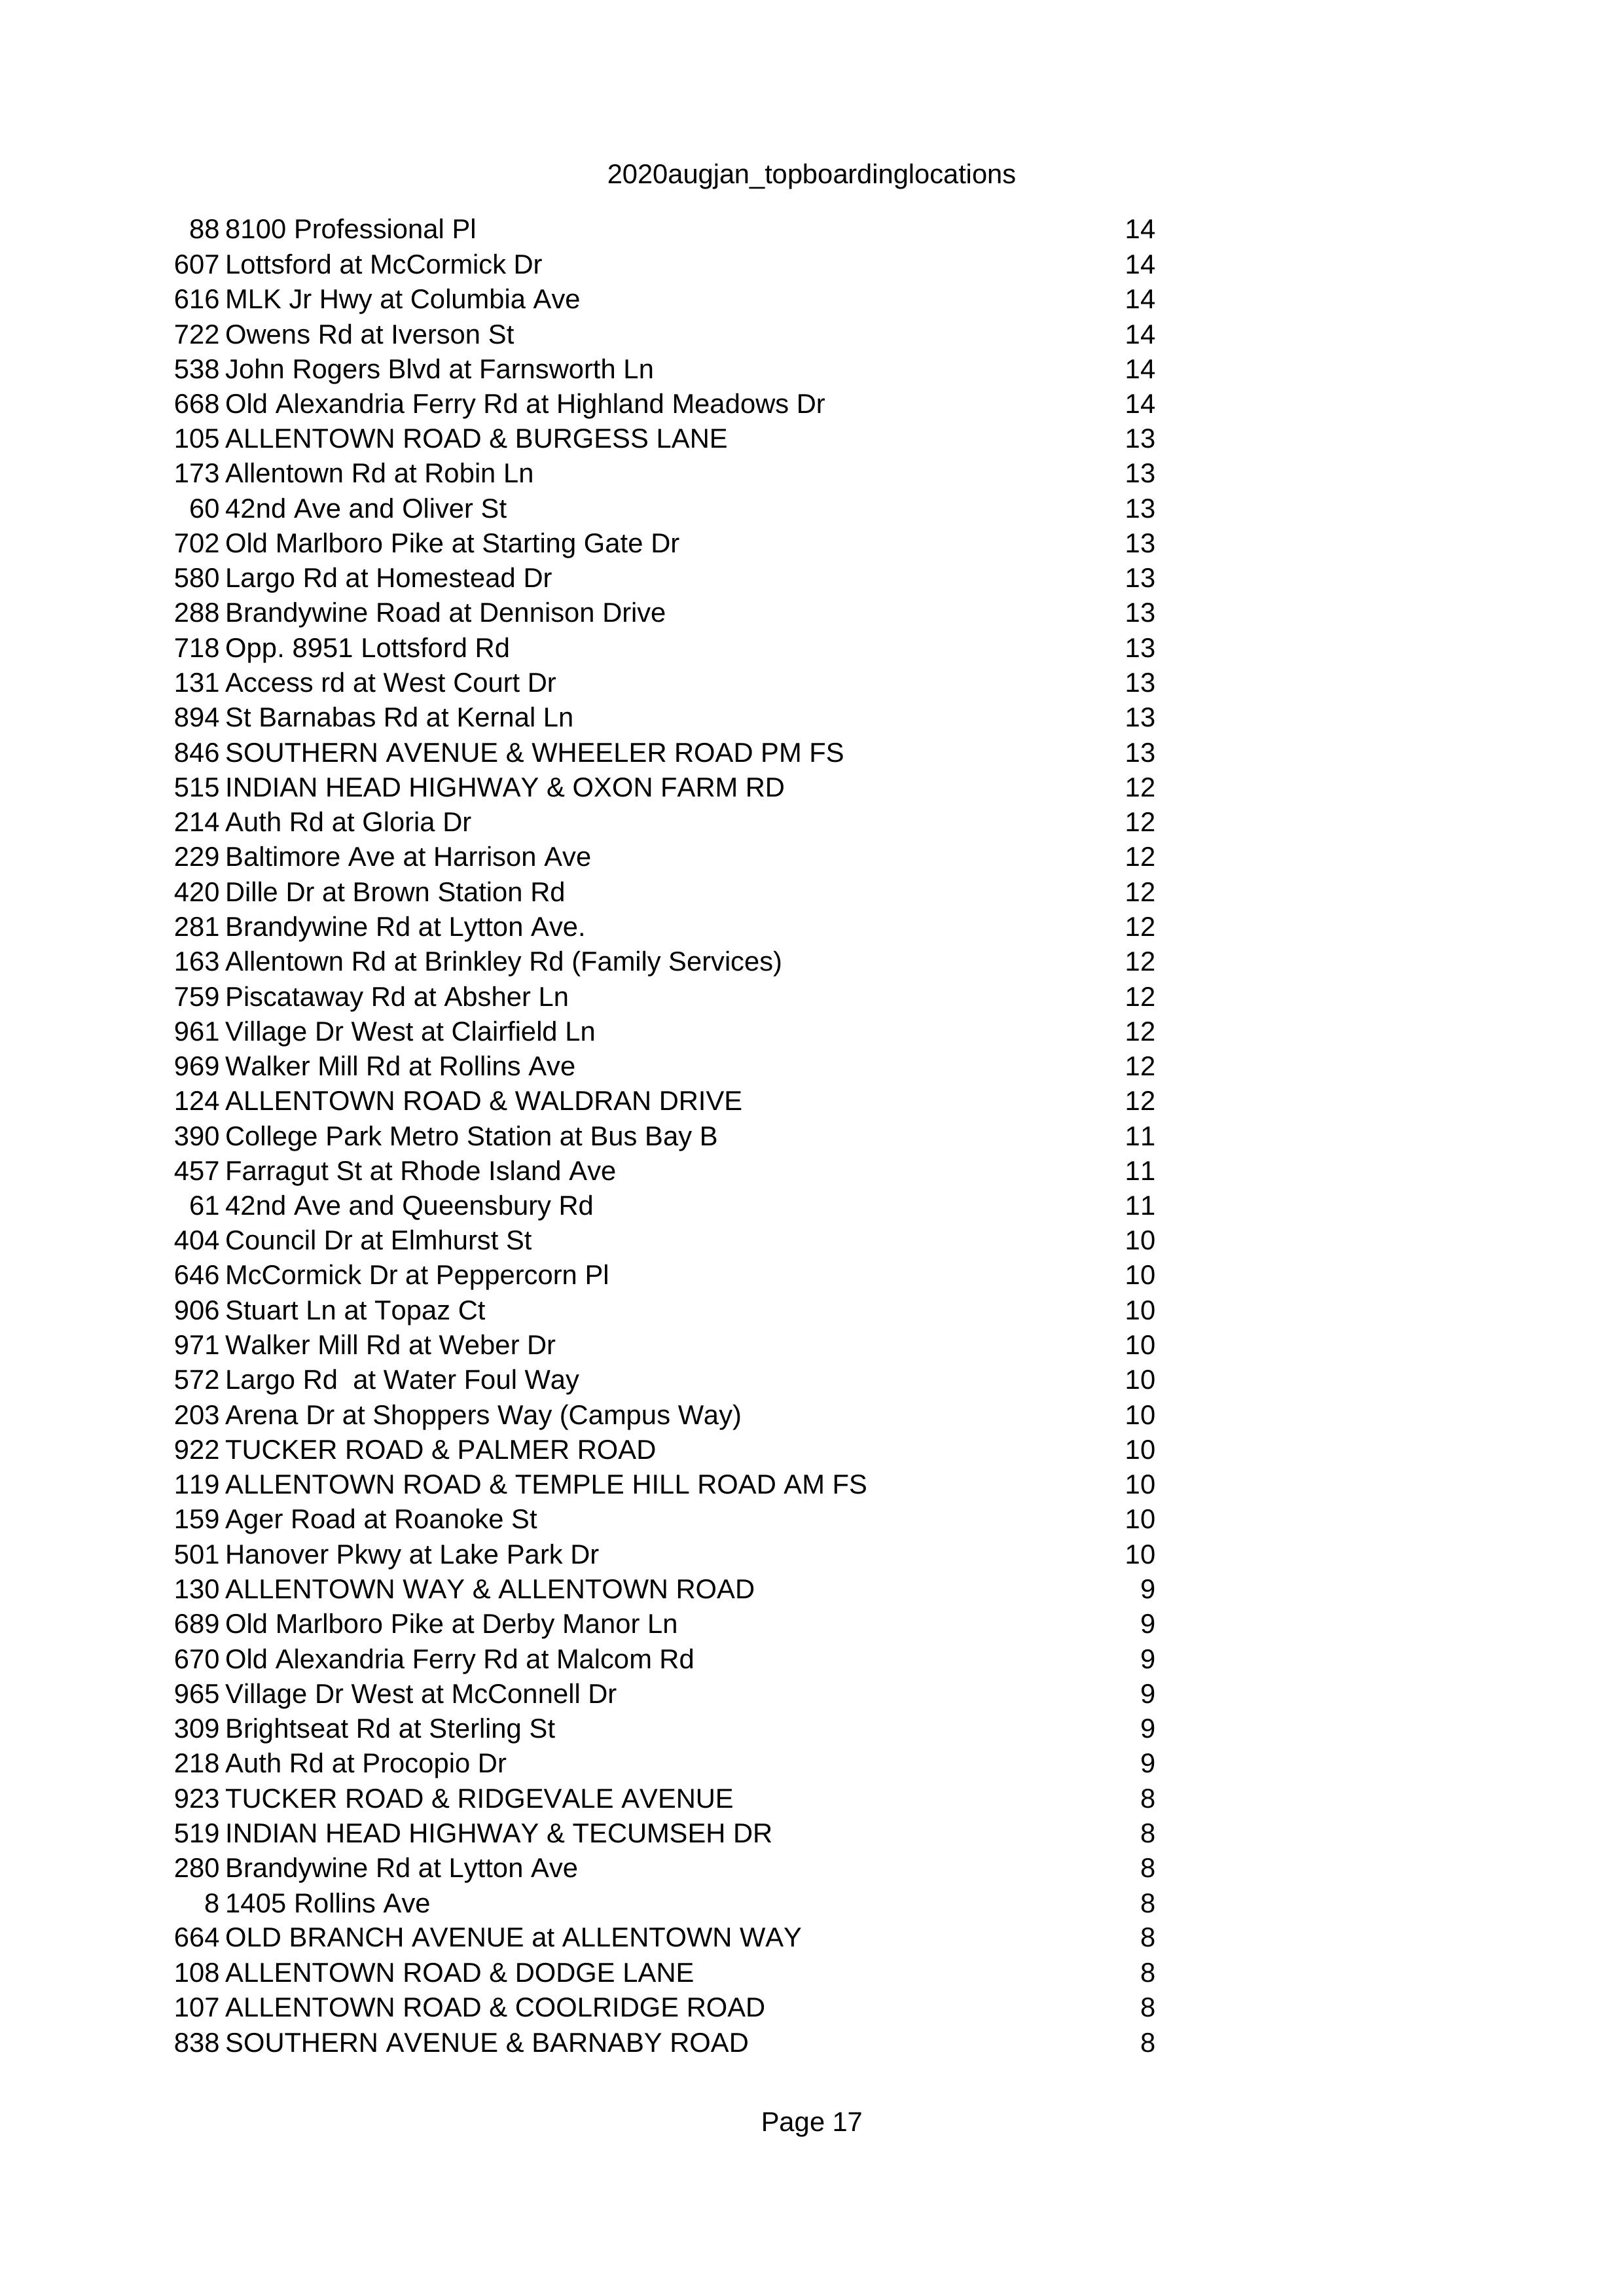 2020augjan_topboardinglocations
88 8100 Professional Pl 14
607 Lottsford at McCormick Dr 14
616 MLK Jr Hwy at Columbia Ave 14
722 Owens Rd at Iverson St 14
538 John Rogers Blvd at Farnsworth Ln 14
668 Old Alexandria Ferry Rd at Highland Meadows Dr 14
105 ALLENTOWN ROAD & BURGESS LANE 13
173 Allentown Rd at Robin Ln 13
60 42nd Ave and Oliver St 13
702 Old Marlboro Pike at Starting Gate Dr 13
580 Largo Rd at Homestead Dr 13
288 Brandywine Road at Dennison Drive 13
718 Opp. 8951 Lottsford Rd 13
131 Access rd at West Court Dr 13
894 St Barnabas Rd at Kernal Ln 13
846 SOUTHERN AVENUE & WHEELER ROAD PM FS 13
515 INDIAN HEAD HIGHWAY & OXON FARM RD 12
214 Auth Rd at Gloria Dr 12
229 Baltimore Ave at Harrison Ave 12
420 Dille Dr at Brown Station Rd 12
281 Brandywine Rd at Lytton Ave. 12
163 Allentown Rd at Brinkley Rd (Family Services) 12
759 Piscataway Rd at Absher Ln 12
961 Village Dr West at Clairfield Ln 12
969 Walker Mill Rd at Rollins Ave 12
124 ALLENTOWN ROAD & WALDRAN DRIVE 12
390 College Park Metro Station at Bus Bay B 11
457 Farragut St at Rhode Island Ave 11
61 42nd Ave and Queensbury Rd 11
404 Council Dr at Elmhurst St 10
646 McCormick Dr at Peppercorn Pl 10
906 Stuart Ln at Topaz Ct 10
971 Walker Mill Rd at Weber Dr 10
572 Largo Rd  at Water Foul Way 10
203 Arena Dr at Shoppers Way (Campus Way) 10
922 TUCKER ROAD & PALMER ROAD 10
119 ALLENTOWN ROAD & TEMPLE HILL ROAD AM FS 10
159 Ager Road at Roanoke St 10
501 Hanover Pkwy at Lake Park Dr 10
130 ALLENTOWN WAY & ALLENTOWN ROAD 9
689 Old Marlboro Pike at Derby Manor Ln 9
670 Old Alexandria Ferry Rd at Malcom Rd 9
965 Village Dr West at McConnell Dr 9
309 Brightseat Rd at Sterling St 9
218 Auth Rd at Procopio Dr 9
923 TUCKER ROAD & RIDGEVALE AVENUE 8
519 INDIAN HEAD HIGHWAY & TECUMSEH DR 8
280 Brandywine Rd at Lytton Ave 8
8 1405 Rollins Ave 8
664 OLD BRANCH AVENUE at ALLENTOWN WAY 8
108 ALLENTOWN ROAD & DODGE LANE 8
107 ALLENTOWN ROAD & COOLRIDGE ROAD 8
838 SOUTHERN AVENUE & BARNABY ROAD 8
Page 17